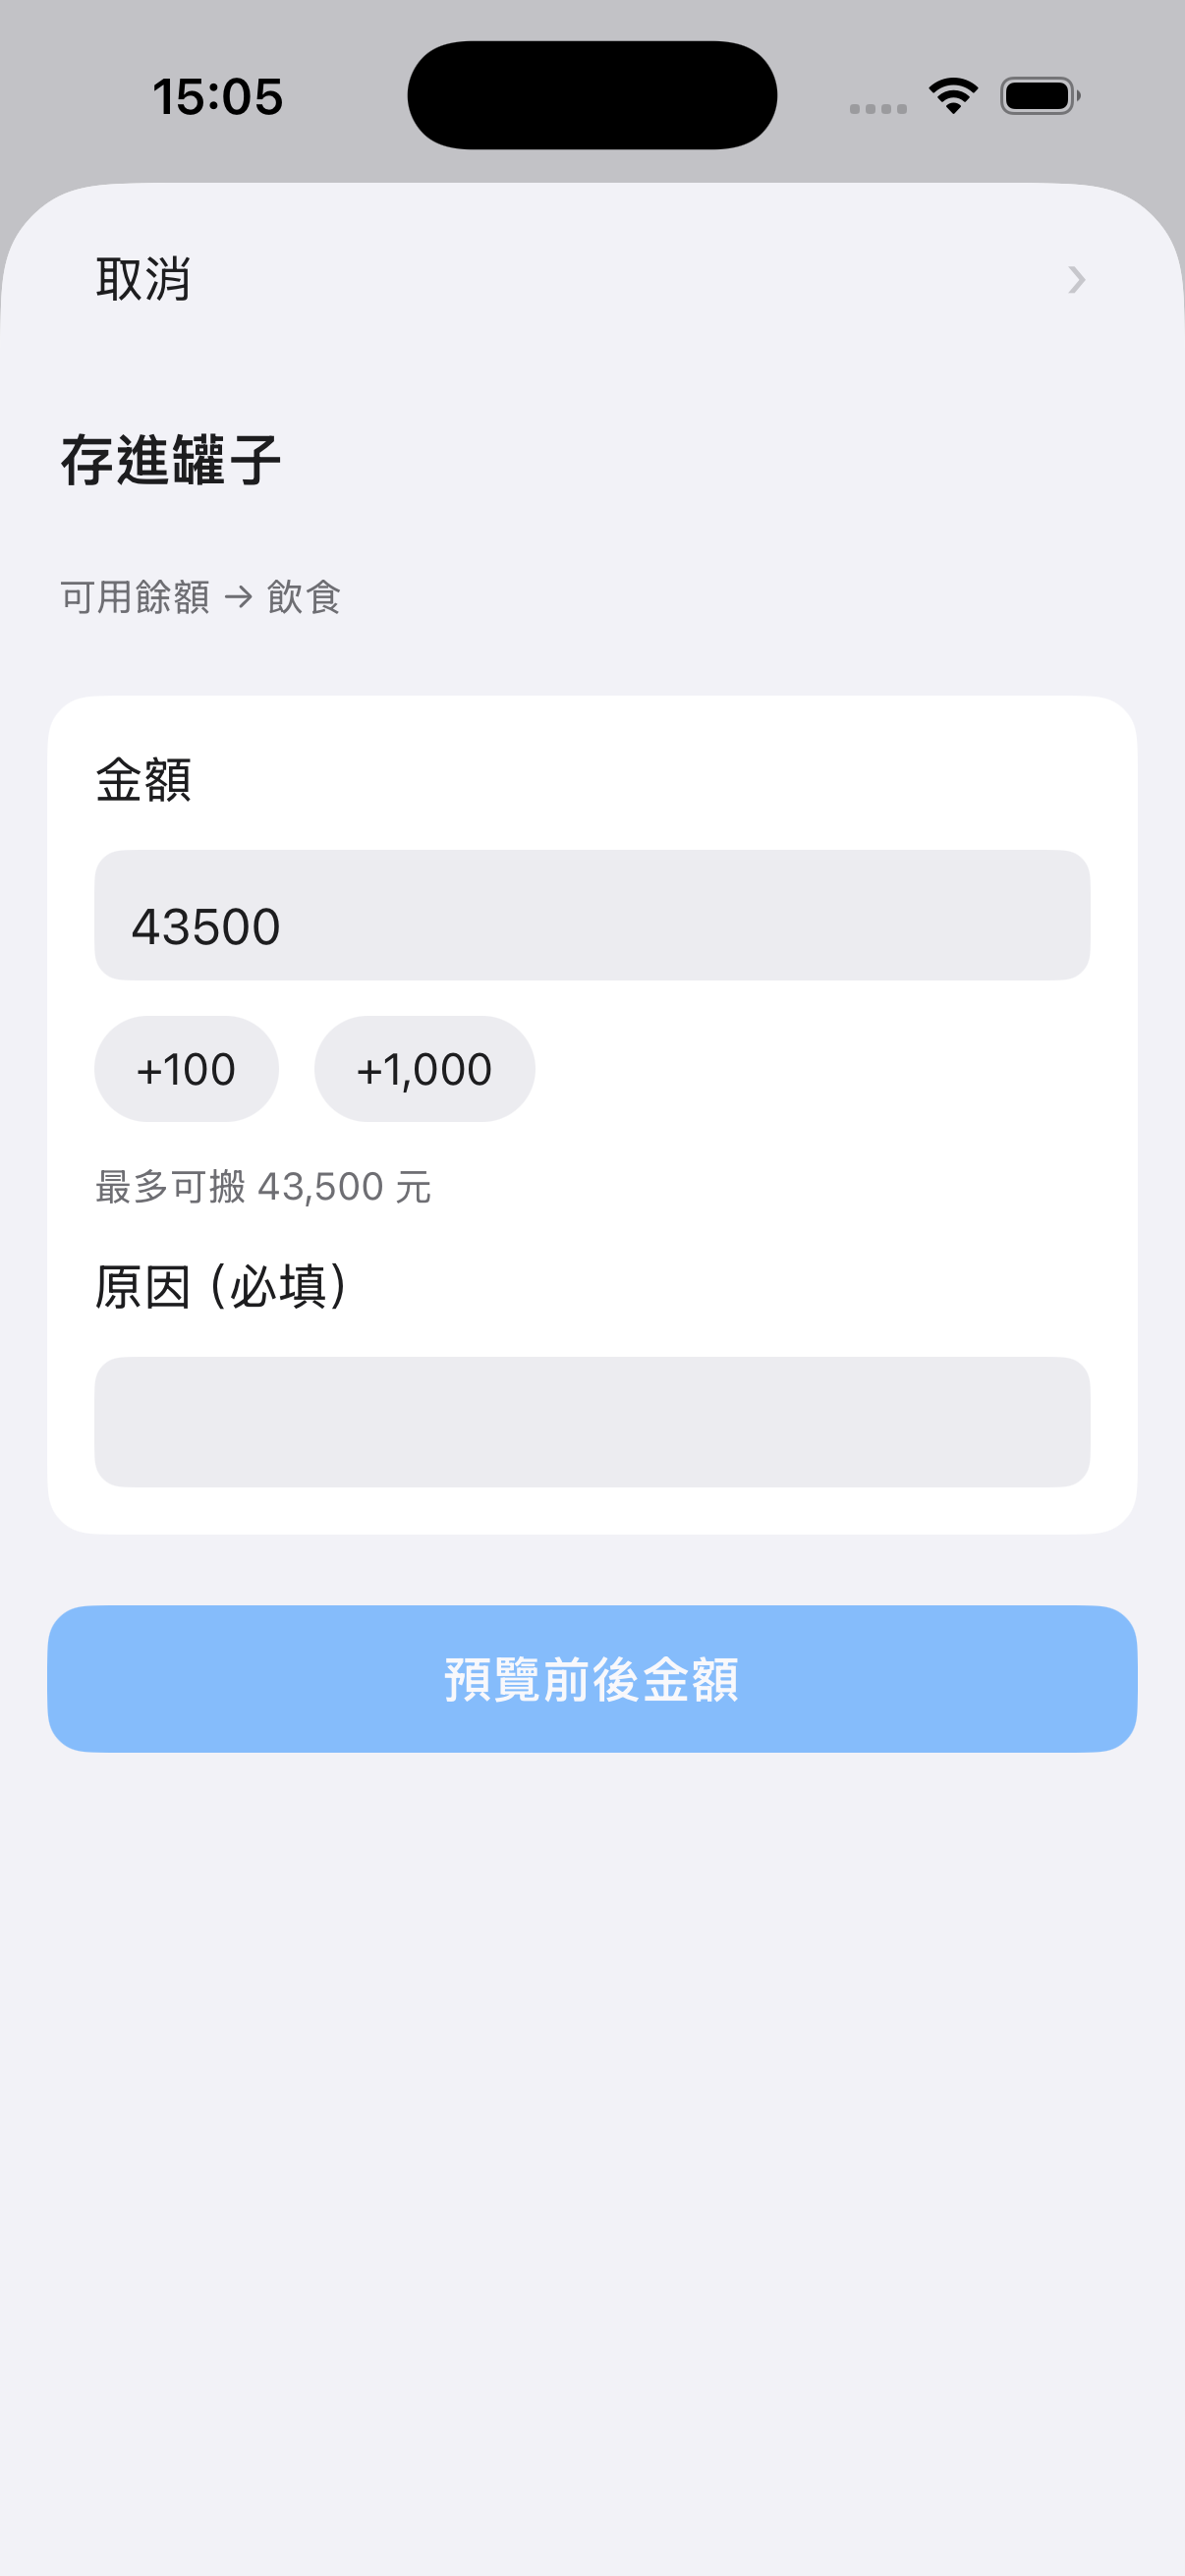 15:05
取消
存進罐子
可用餘額 → 飲食
金額
43500
+100 +1,000
最多可搬 43,500 元
原因（必填）
預覽前後金額